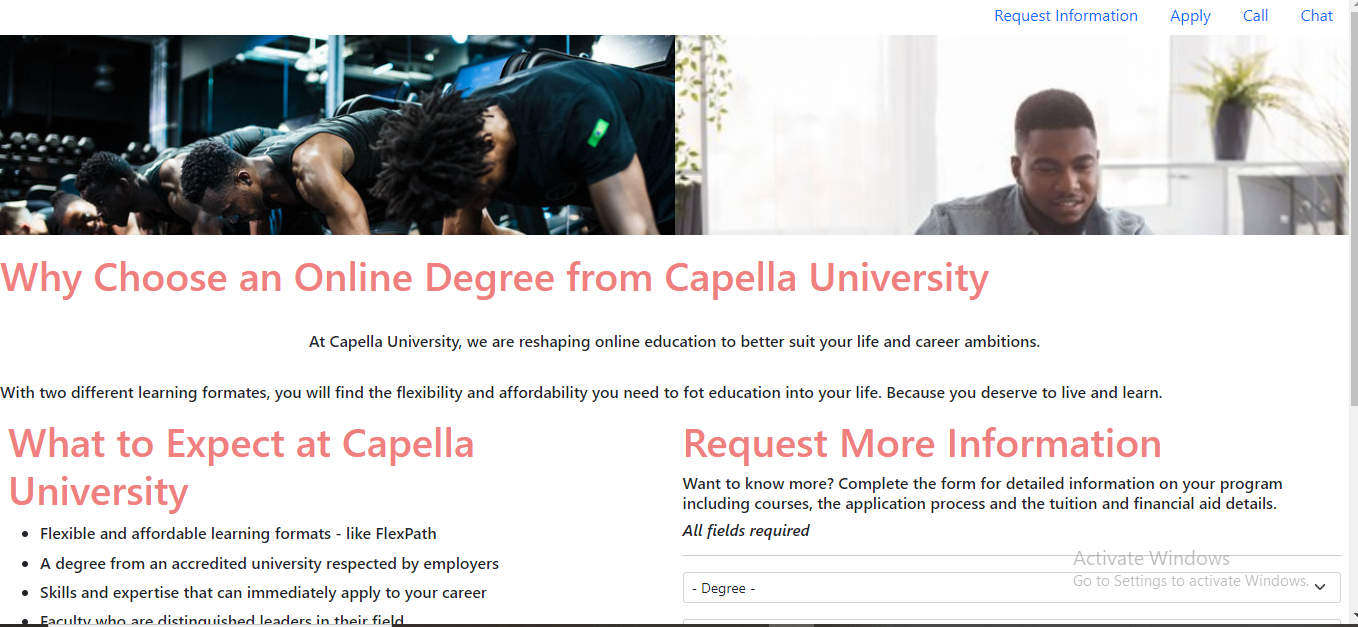 Request Information Apply Call Chat
Why Choose an Online Degree from Capella University
At Capella University, we are reshaping online education to better suit your life and career ambitions.
With two different learning formates, you will find the flexibility and affordability you need to fot education into your life. Because you deserve to live and learn.
What to Expect at Capella
University
• Flexible and affordable learning formats - like FlexPath
• A degree from an accredited university respected by employers
• Skills and expertise that can immediately apply to your career
• Faculty who are distinguished leaders in their field
Request More Information
Want to know more? Complete the form for detailed information on your program
including courses, the application process and the tuition and financial aid details.
All fields required
- Degree -
Activate Windows
Go to Settings to activate Windows.